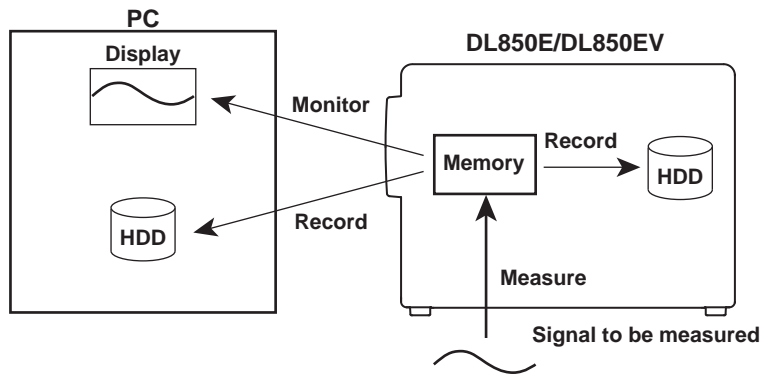 PC
Display
Monitor
HDD
Record
DL850E/DL850EV
Memory
Record
HDD
Measure
Signal to be measured